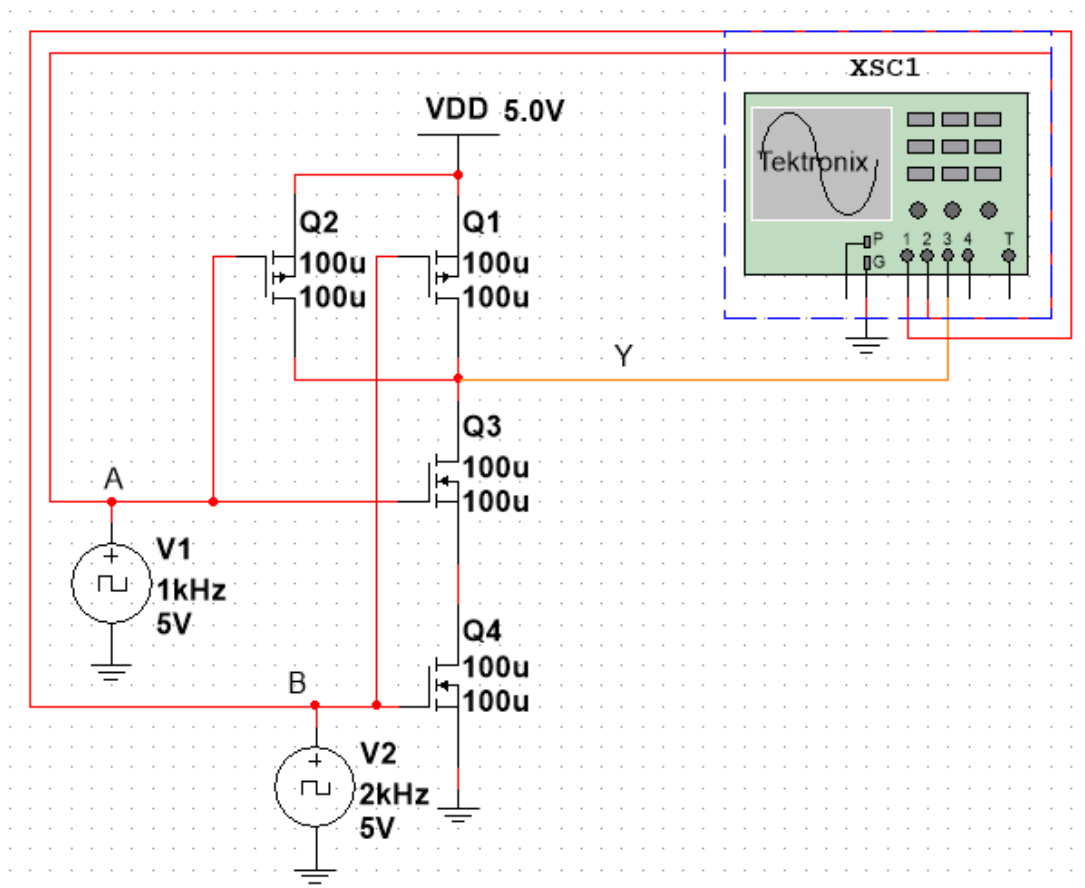 XSC1
Tektronix
P
G
1 2 3 4 T
VDD 5.0V
Q2
100u
100u
Q1
100u
100u
Y
Q3
100u
100u
A
V1
1kHz
5V
Q4
100u
100u
B
V2
2kHz
5V